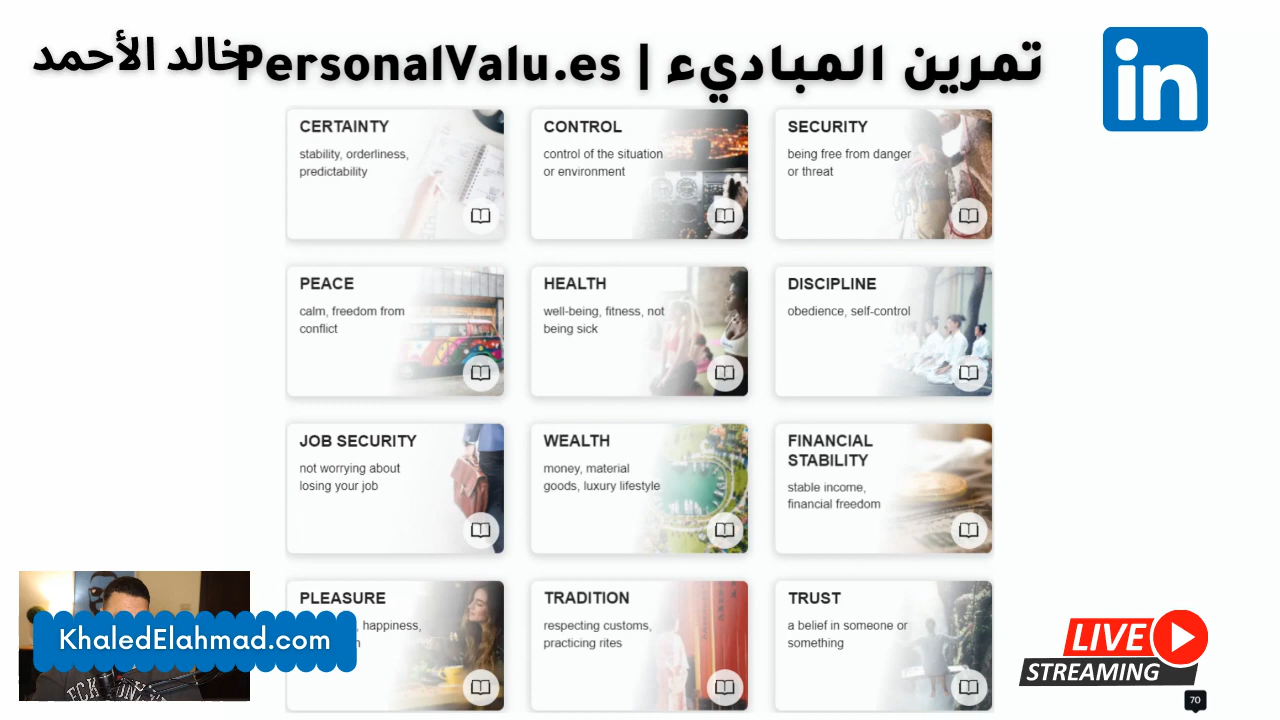 تمرين المباديء | PersonalValu.es
خالد الأحمد
in
CERTAINTY
stability, orderliness,
predictability
CONTROL
control of the situation
or environment
SECURITY
being free from danger
or threat
PEACE
calm, freedom from
conflict
HEALTH
well-being, fitness, not
being sick
DISCIPLINE
obedience, self-control
JOB SECURITY
not worrying about
losing your job
WEALTH
money, material
goods, luxury lifestyle
FINANCIAL
STABILITY
stable income,
financial freedom
PLEASURE
happiness,
TRADITION
respecting customs,
practicing rites
TRUST
a belief in someone or
something
KhaledElahmad.com
LIVE
STREAMING
70